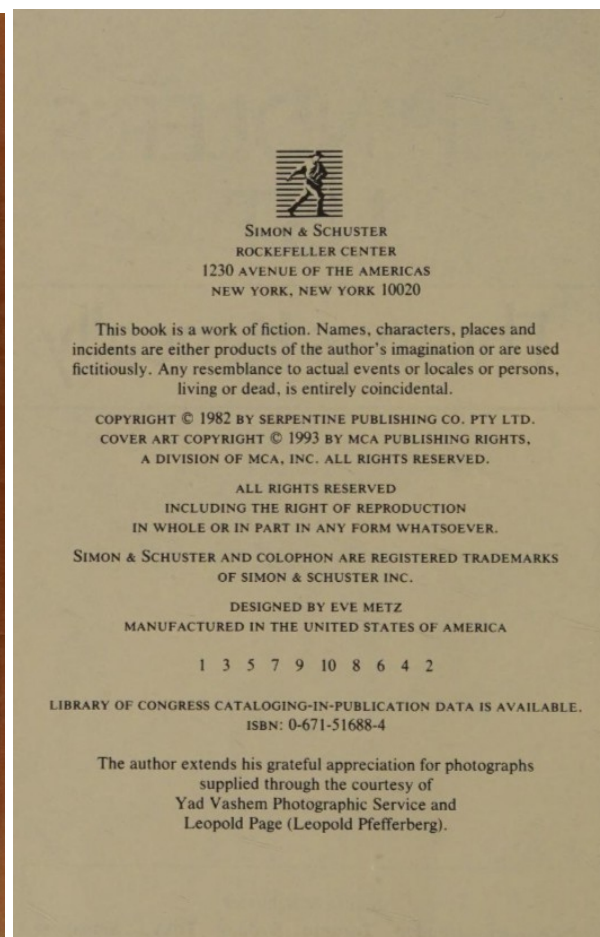 SIMON & SCHUSTER
ROCKEFELLER CENTER
1230 AVENUE OF THE AMERICAS
NEW YORK, NEW YORK 10020
This book is a work of fiction. Names, characters, places and
incidents are either products of the author's imagination or are used
fictitiously. Any resemblance to actual events or locales or persons,
living or dead, is entirely coincidental.
COPYRIGHT © 1982 BY SERPENTINE PUBLISHING CO. PTY LTD.
COVER ART COPYRIGHT © 1993 BY MCA PUBLISHING RIGHTS,
A DIVISION OF MCA, INC. ALL RIGHTS RESERVED.
ALL RIGHTS RESERVED
INCLUDING THE RIGHT OF REPRODUCTION
IN WHOLE OR IN PART IN ANY FORM WHATSOEVER.
SIMON & SCHUSTER AND COLOPHON ARE REGISTERED TRADEMARKS
OF SIMON & SCHUSTER INC.
DESIGNED BY EVE METZ
MANUFACTURED IN THE UNITED STATES OF AMERICA
1 3 5 7 9 10 8 6 4 2
LIBRARY OF CONGRESS CATALOGING-IN-PUBLICATION DATA IS AVAILABLE.
ISBN: 0-671-51688-4
The author extends his grateful appreciation for photographs
supplied through the courtesy of
Yad Vashem Photographic Service and
Leopold Page (Leopold Pfefferberg).